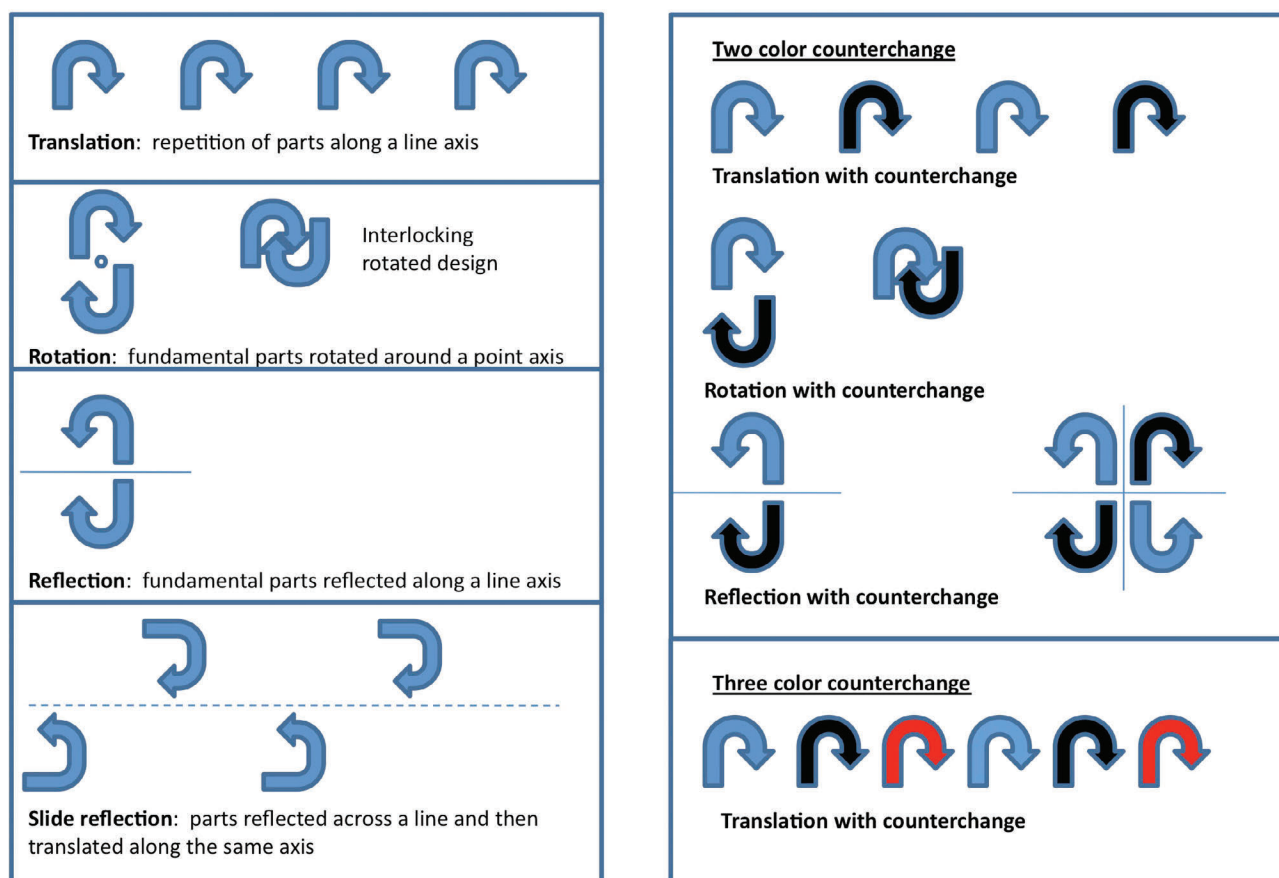 Translation: repetition of parts along a line axis
Interlocking
rotated design
Rotation: fundamental parts rotated around a point axis
Reflection: fundamental parts reflected along a line axis
Slide reflection: parts reflected across a line and then
translated along the same axis
Two color counterchange
Translation with counterchange
Rotation with counterchange
Reflection with counterchange
Three color counterchange
Translation with counterchange